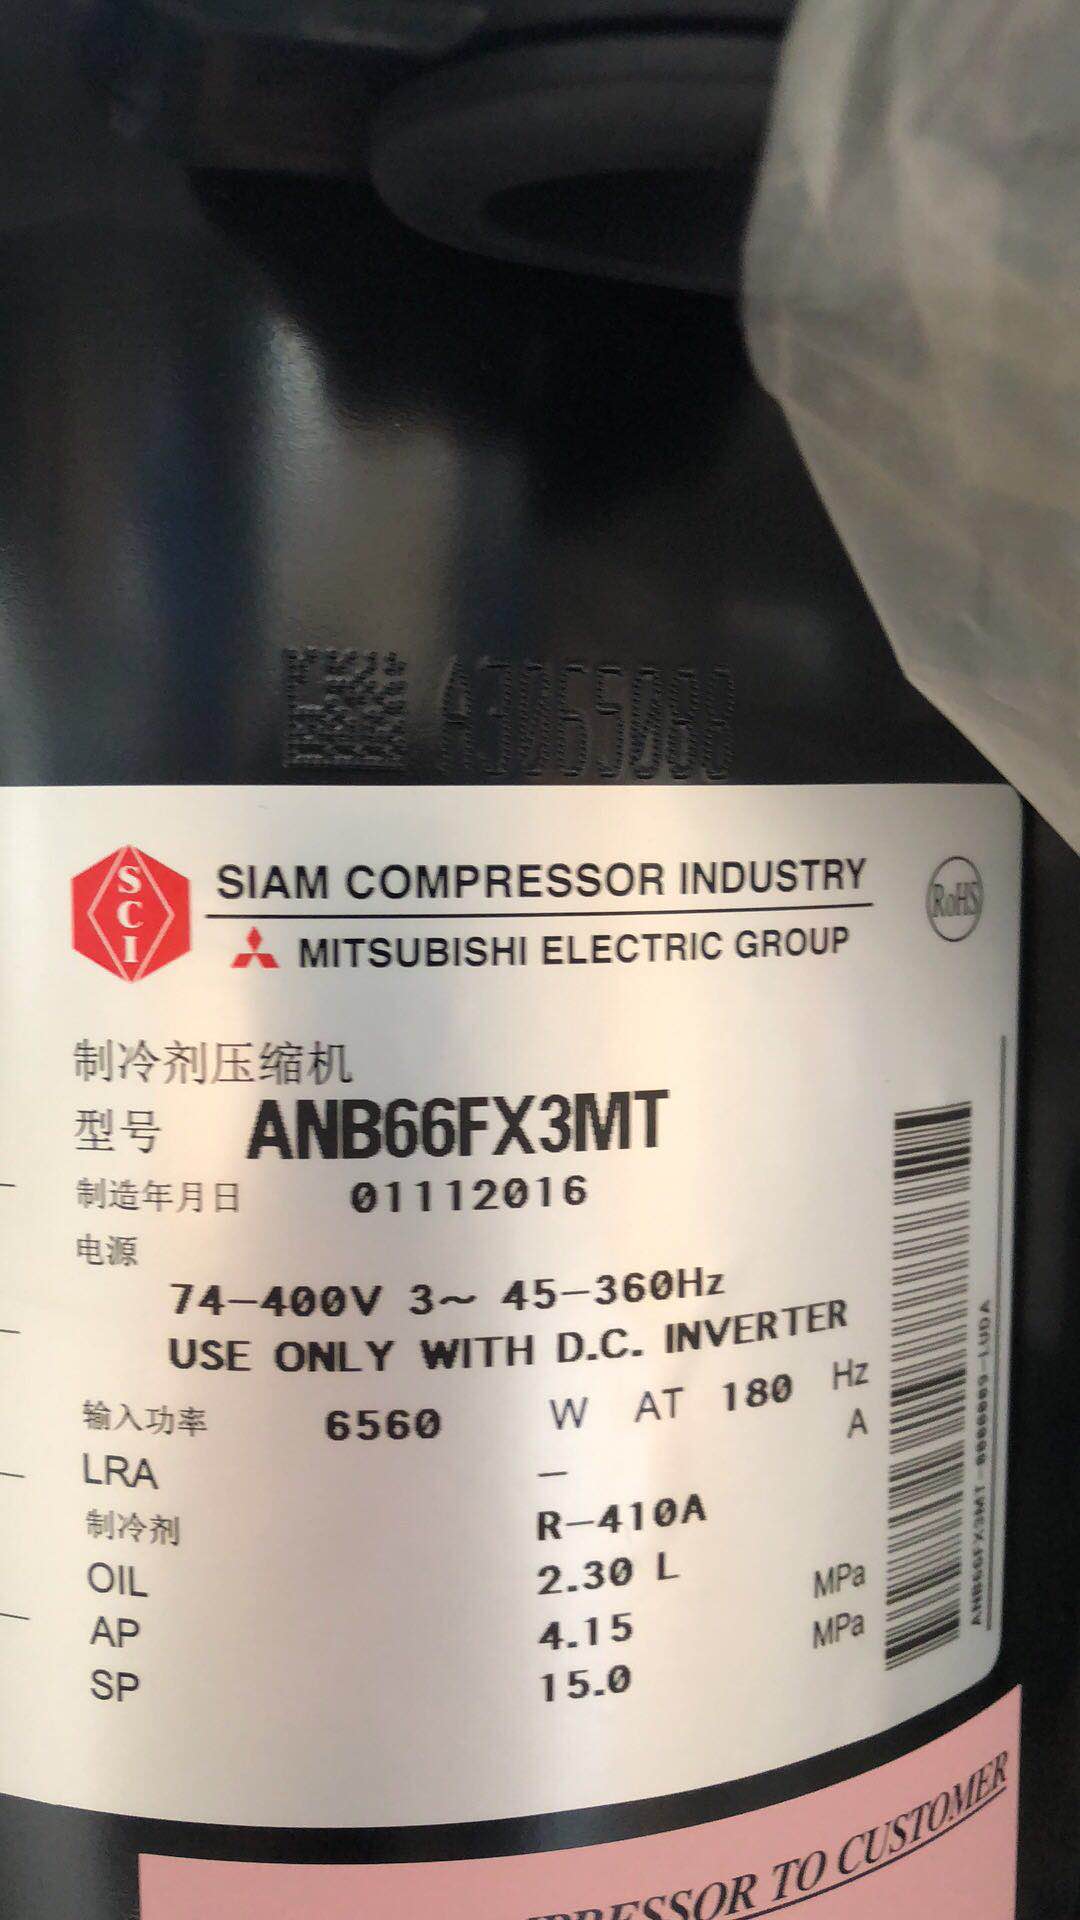 A3065088
SCI
SIAM COMPRESSOR INDUSTRY
MITSUBISHI ELECTRIC GROUP
RoHS
制冷剂压缩机
型号 ANB66FX3MT
制造年月日 01112016
电源
74-400V 3~ 45-360Hz
USE ONLY WITH D.C. INVERTER
输入功率 6560 W AT 180 Hz
LRA — A
制冷剂 R-410A
OIL 2.30 L
AP 4.15 MPa
SP 15.0 MPa
TO CUSTOMER